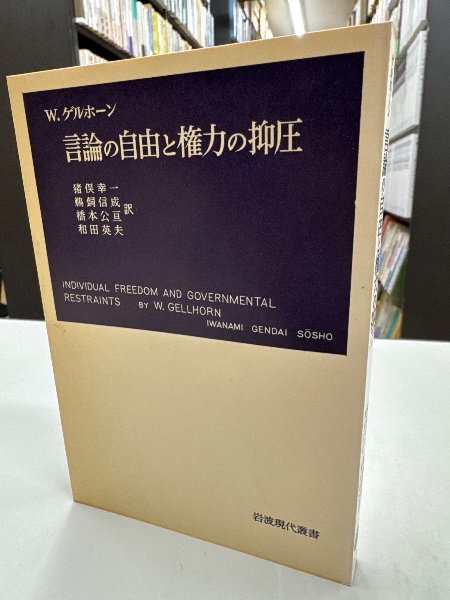 W. ゲルホーン
言論の自由と権力の抑圧
猪俣幸一
鵜飼信成
橋本公亘
和田英夫
訳
INDIVIDUAL FREEDOM AND GOVERNMENTAL
RESTRAINTS BY W. GELLHORN
IWANAMI GENDAI SŌSHO
岩波現代叢書